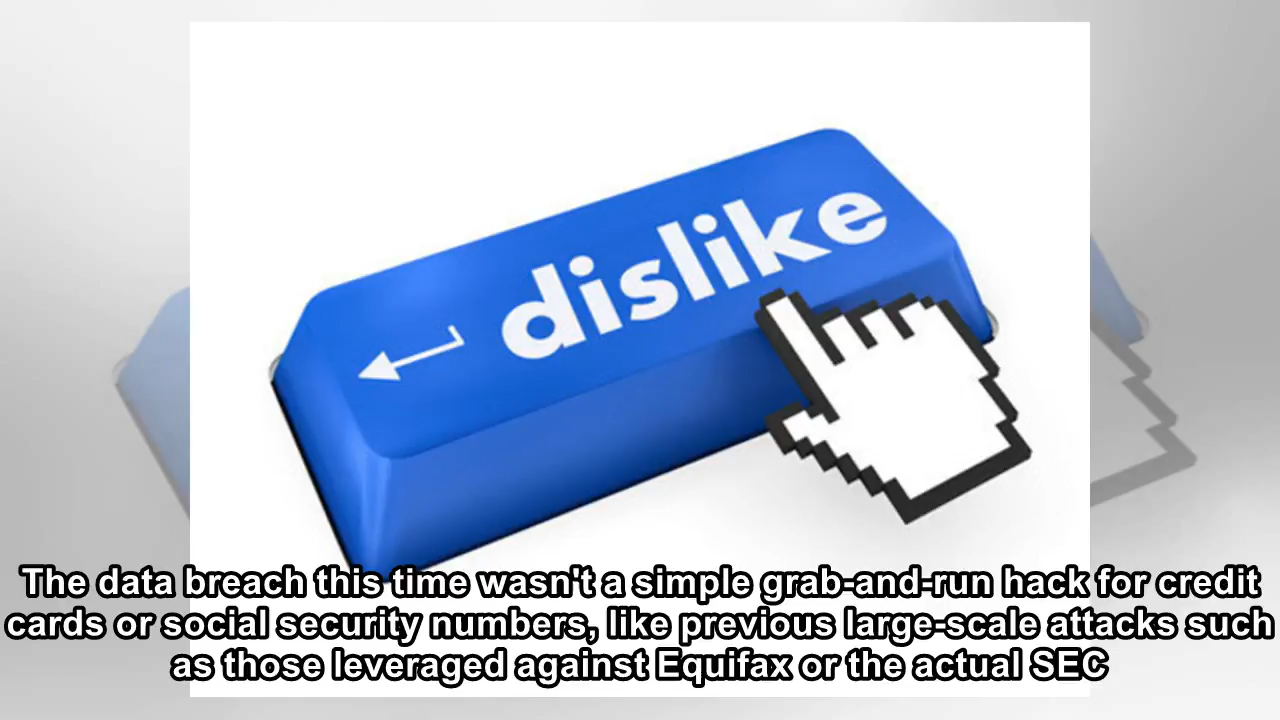 dislike
The data breach this time wasn't a simple grab-and-run hack for credit
cards or social security numbers, like previous large-scale attacks such
as those leveraged against Equifax or the actual SEC